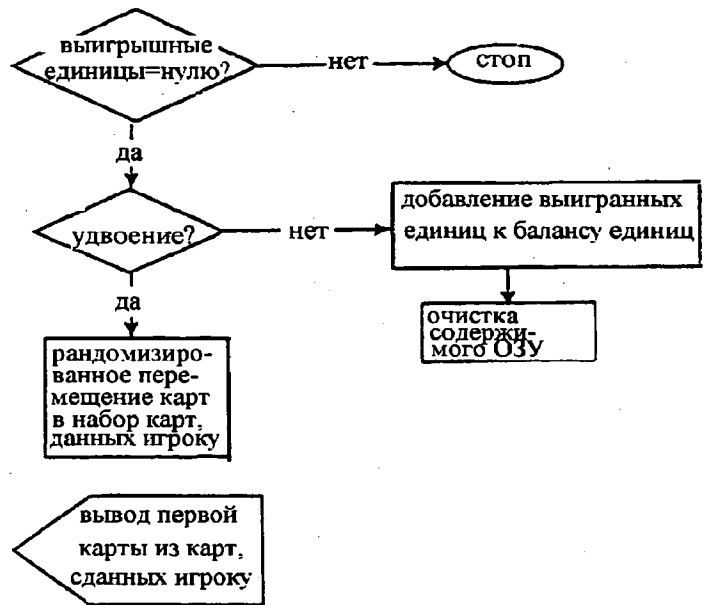 выигрышные
единицы=нулю?
нет
стоп
да
удвоение?
нет
добавление выигранных
единиц к балансу единиц
да
очистка
содержи-
мого ОЗУ
рандомизиро-
ванное пере-
мещение карт
в набор карт,
данных игроку
вывод первой
карты из карт,
сданных игроку